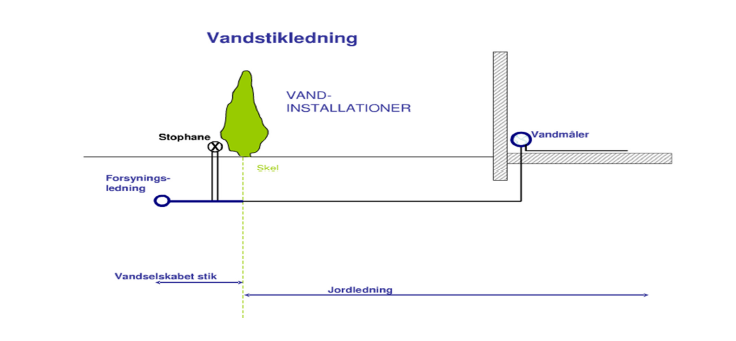 Vandstikledning
VAND-
INSTALLATIONER
Stophane
Vandmåler
Skel
Forsynings-
ledning
Vandselskabet stik
Jordledning